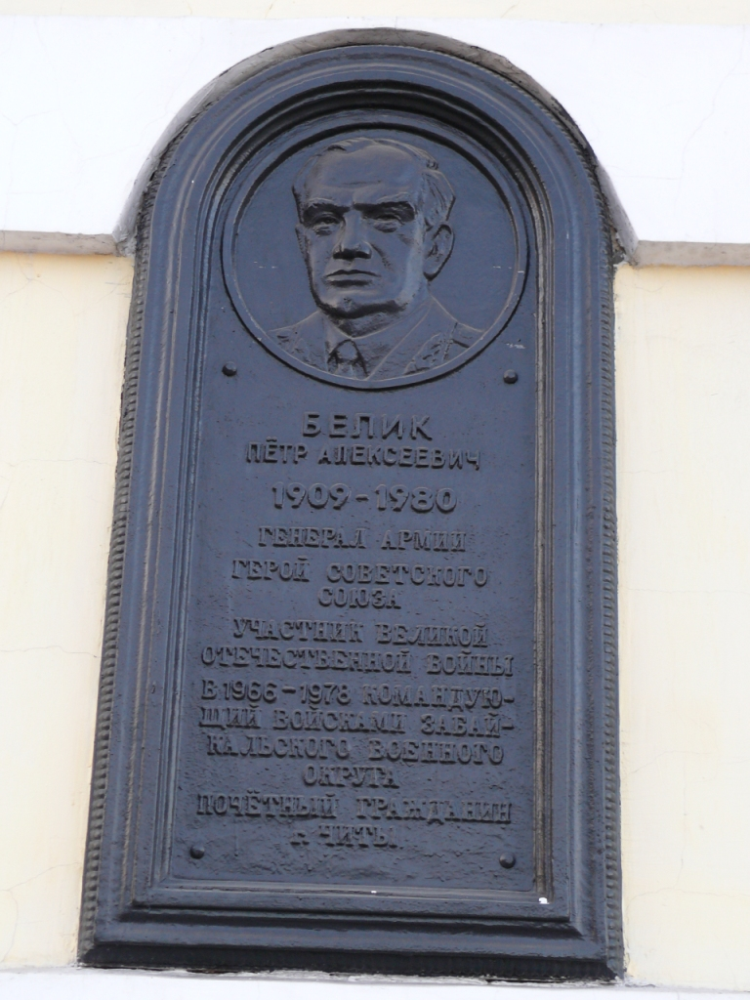 БЕЛИК
ПЁТР АЛЕКСЕЕВИЧ
1909-1980
ГЕНЕРАЛ АРМИИ
ГЕРОЙ СОВЕТСКОГО
СОЮЗА
УЧАСТНИК ВЕЛИКОЙ
ОТЕЧЕСТВЕННОЙ ВОЙНЫ
В 1966-1978 КОМАНДУЮ-
ЩИЙ ВОЙСКАМИ ЗАБАЙ-
КАЛЬСКОГО ВОЕННОГО
ОКРУГА
ПОЧЁТНЫЙ ГРАЖДАНИН
Г. ЧИТЫ